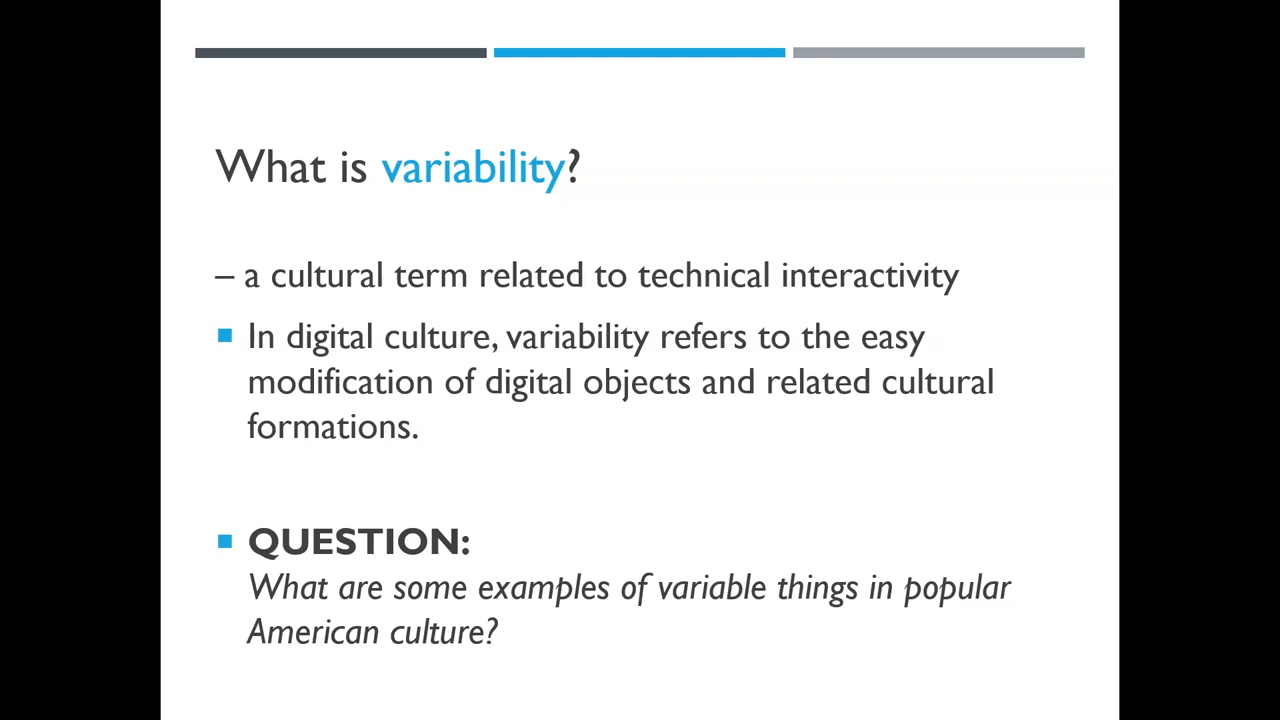 What is variability?
– a cultural term related to technical interactivity
In digital culture, variability refers to the easy
modification of digital objects and related cultural
formations.
QUESTION:
What are some examples of variable things in popular
American culture?